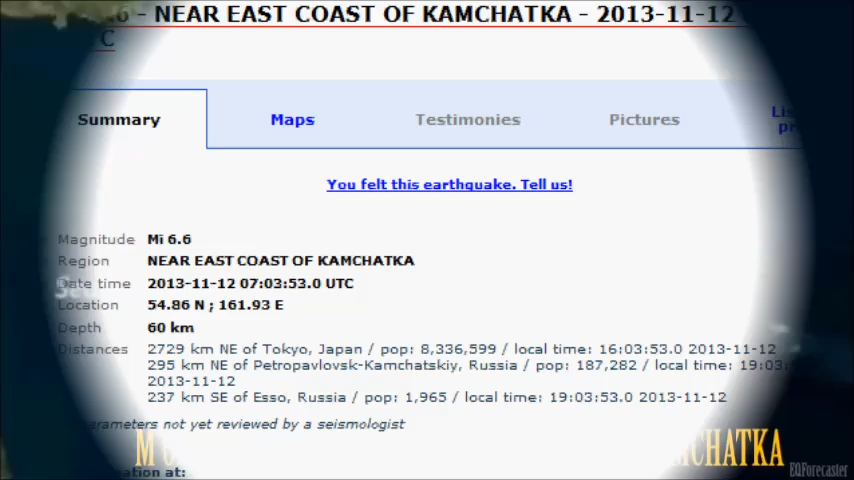 6 - NEAR EAST COAST OF KAMCHATKA - 2013-11-12
C
Summary
Maps
Testimonies
Pictures
You felt this earthquake. Tell us!
Magnitude Mi 6.6
Region NEAR EAST COAST OF KAMCHATKA
Date time 2013-11-12 07:03:53.0 UTC
Location 54.86 N ; 161.93 E
Depth 60 km
Distances 2729 km NE of Tokyo, Japan / pop: 8,336,599 / local time: 16:03:53.0 2013-11-12
295 km NE of Petropavlovsk-Kamchatskiy, Russia / pop: 187,282 / local time: 19:03:
2013-11-12
237 km SE of Esso, Russia / pop: 1,965 / local time: 19:03:53.0 2013-11-12
parameters not yet reviewed by a seismologist
M 6 MCHATKA
ation at:
EQForecaster